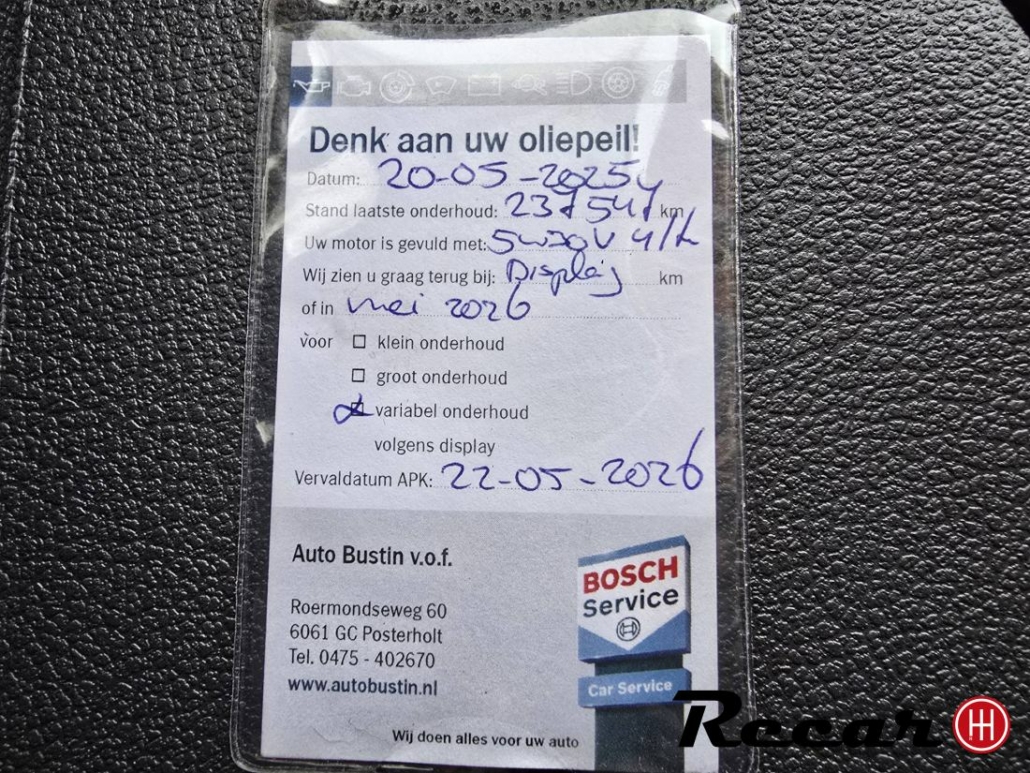 Denk aan uw oliepeil!
Datum: 20-05-2025
Stand laatste onderhoud: 237547 km
Uw motor is gevuld met: 5W30V
Wij zien u graag terug bij: Display km
of in mei 2026
voor klein onderhoud
groot onderhoud
variabel onderhoud
volgens display
Vervaldatum APK: 22-05-2026
Auto Bustin v.o.f.
Roermondseweg 60
6061 GC Posterholt
Tel. 0475 - 402670
www.autobustin.nl
BOSCH
Service
Car Service
Wij doen alles voor uw auto
Recar